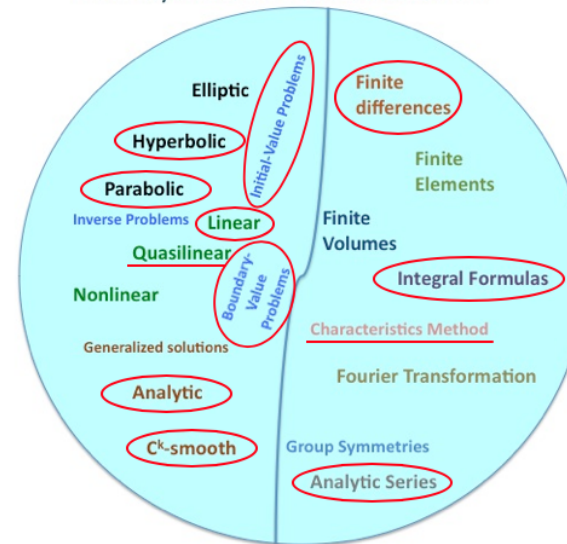 Elliptic
Hyperbolic
Parabolic
Inverse Problems
Linear
Quasilinear
Nonlinear
Generalized solutions
Analytic
Cᵏ-smooth
Initial-Value Problems
Boundary-
Value
Problems
Finite
differences
Finite
Elements
Finite
Volumes
Integral Formulas
Characteristics Method
Fourier Transformation
Group Symmetries
Analytic Series